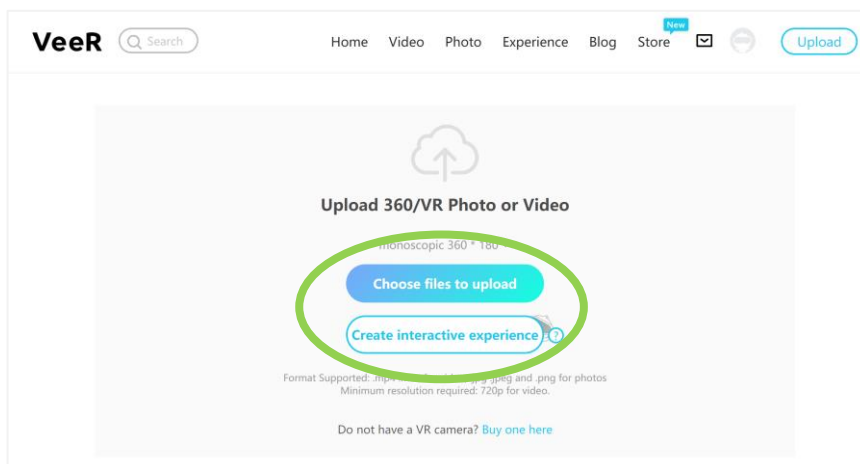 VeeR Search Home Video Photo Experience Blog Store New Upload
Upload 360/VR Photo or Video
monoscopic 360 * 180
Choose files to upload
Create interactive experience ?
Format Supported: .mp4 .jpeg and .png for photos
Minimum resolution required: 720p for video.
Do not have a VR camera? Buy one here